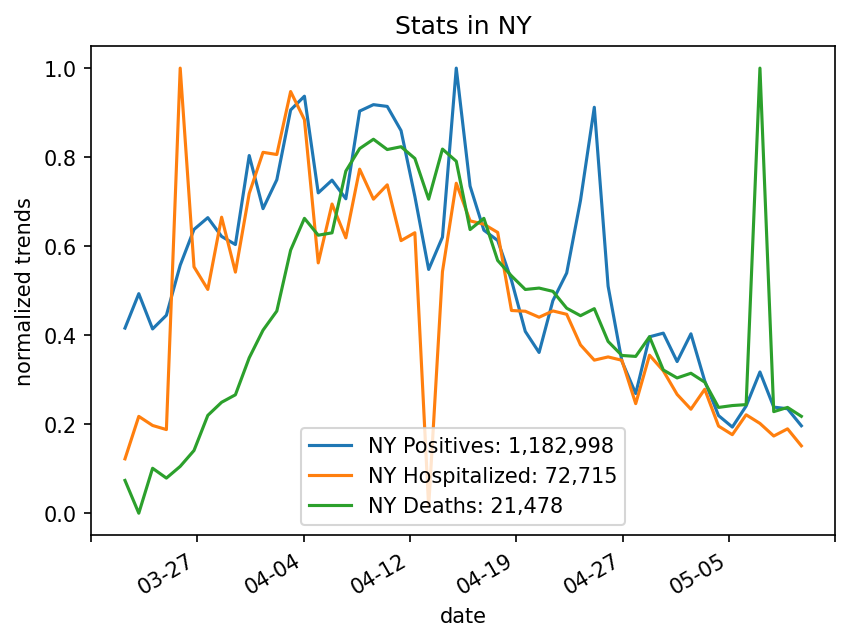 Stats in NY
1.0
0.8
0.6
0.4
0.2
0.0
normalized trends
NY Positives: 1,182,998
NY Hospitalized: 72,715
NY Deaths: 21,478
03-27
04-04
04-12
04-19
04-27
05-05
date